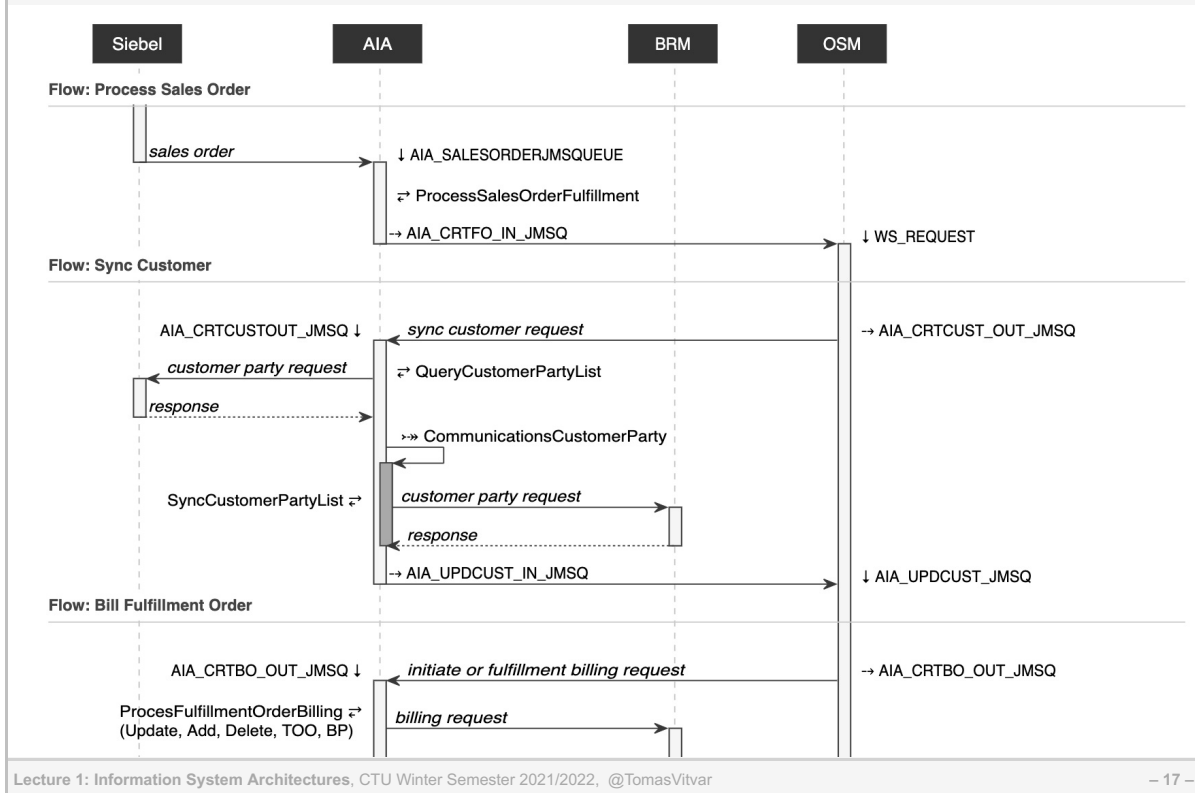 Siebel AIA BRM OSM
Flow: Process Sales Order
sales order ↓ AIA_SALESORDERJMSQUEUE
⇄ ProcessSalesOrderFulfillment
→ AIA_CRTFO_IN_JMSQ ↓ WS_REQUEST
Flow: Sync Customer
AIA_CRTCUSTOUT_JMSQ ↓ sync customer request → AIA_CRTCUST_OUT_JMSQ
customer party request ⇄ QueryCustomerPartyList
response
↣ CommunicationsCustomerParty
SyncCustomerPartyList ⇄ customer party request
response
→ AIA_UPDCUST_IN_JMSQ ↓ AIA_UPDCUST_JMSQ
Flow: Bill Fulfillment Order
AIA_CRTBO_OUT_JMSQ ↓ initiate or fulfillment billing request → AIA_CRTBO_OUT_JMSQ
ProcesFulfillmentOrderBilling ⇄ billing request
(Update, Add, Delete, TOO, BP)
Lecture 1: Information System Architectures, CTU Winter Semester 2021/2022, @TomasVitvar – 17 –